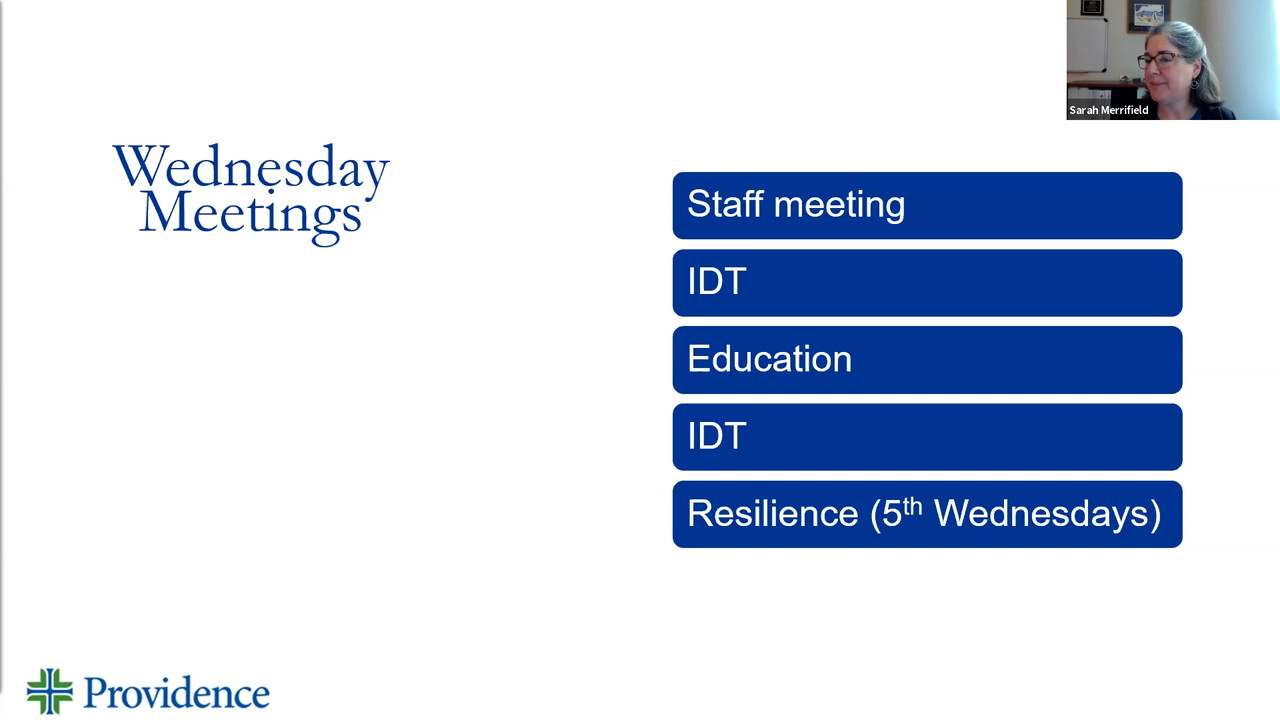 Sarah Merrifield
Wednesday
Meetings
Staff meeting
IDT
Education
IDT
Resilience (5th Wednesdays)
Providence